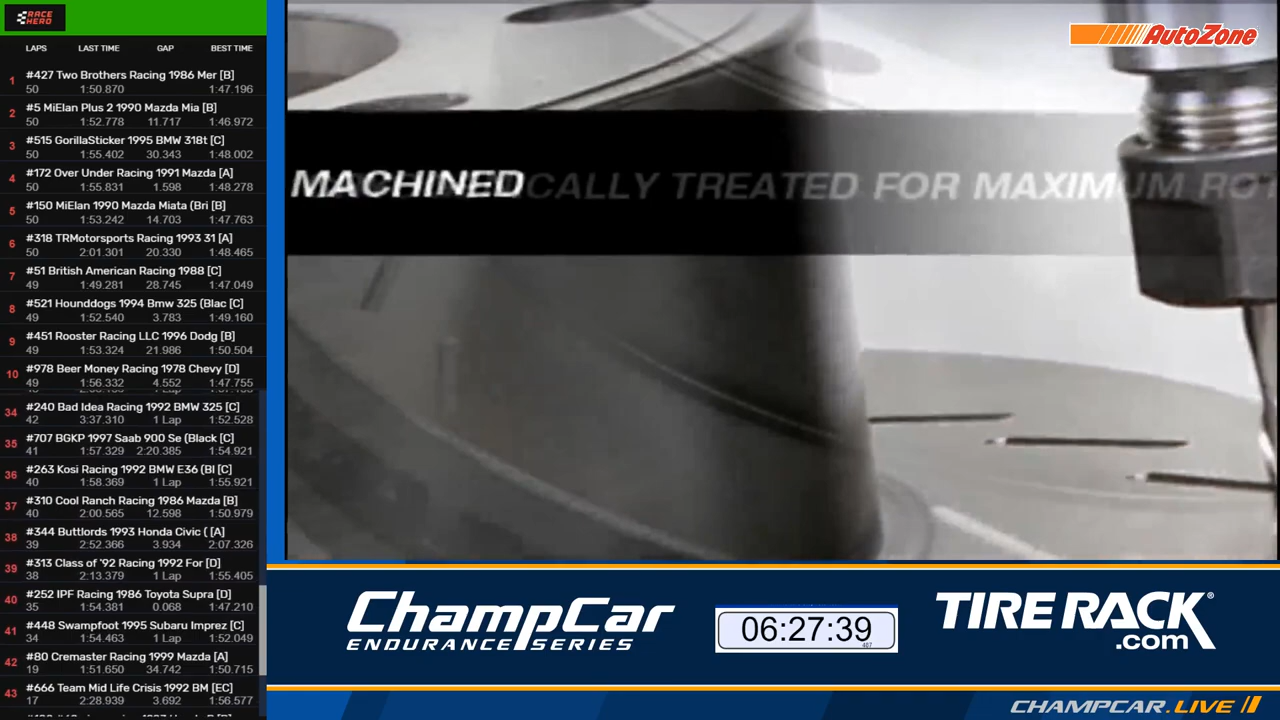 RACE HERO
AutoZone
LAPS LAST TIME GAP BEST TIME
1 #427 Two Brothers Racing 1986 Mer [B]
50 1:50.870 1:47.196
2 #5 MiElan Plus 2 1990 Mazda Mia [B]
50 1:52.778 11.717 1:46.972
3 #515 GorillaSticker 1995 BMW 318t [C]
50 1:55.402 30.343 1:48.002
4 #172 Over Under Racing 1991 Mazda [A]
50 1:55.831 1.598 1:48.278
5 #150 MiElan 1990 Mazda Miata (Bri [B]
50 1:53.242 14.703 1:47.763
6 #318 TRMotorsports Racing 1993 31 [A]
50 2:01.301 20.330 1:48.465
7 #51 British American Racing 1988 [C]
49 1:49.281 28.745 1:47.049
8 #521 Hounddogs 1994 Bmw 325 (Blac [C]
49 1:52.540 3.783 1:49.160
9 #451 Rooster Racing LLC 1996 Dodg [B]
49 1:53.324 21.986 1:50.504
10 #978 Beer Money Racing 1978 Chevy [D]
49 1:56.332 4.552 1:47.755
34 #240 Bad Idea Racing 1992 BMW 325 [C]
42 3:37.310 1 Lap 1:52.528
35 #707 BGKP 1997 Saab 900 Se (Black [C]
41 1:57.329 2:20.385 1:54.921
36 #263 Kosi Racing 1992 BMW E36 (Bl [C]
40 1:58.369 1 Lap 1:55.921
37 #310 Cool Ranch Racing 1986 Mazda [B]
40 2:00.565 12.598 1:50.979
38 #344 Buttlords 1993 Honda Civic ( [A]
39 2:52.366 3.934 2:07.326
39 #313 Class of '92 Racing 1992 For [D]
38 2:13.379 1 Lap 1:55.405
40 #252 IPF Racing 1986 Toyota Supra [D]
35 1:54.381 0.068 1:47.210
41 #448 Swampfoot 1995 Subaru Imprez [C]
34 1:54.463 1 Lap 1:52.049
42 #80 Cremaster Racing 1999 Mazda [A]
19 1:51.650 34.742 1:50.715
43 #666 Team Mid Life Crisis 1992 BM [EC]
17 2:28.939 3.692 1:56.577
MACHINED
TREATED FOR MAXIMUM ROT
ChampCar
ENDURANCE SERIES
06:27:39
407
TIRE RACK®
.com
CHAMPCAR.LIVE